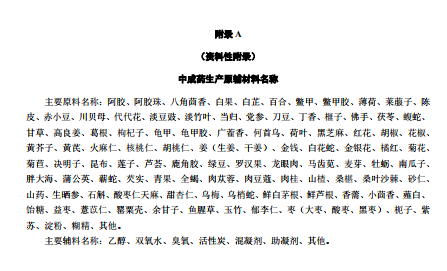 附录 A
（资料性附录）
中成药生产原辅材料名称
主要原料名称：阿胶、阿胶珠、八角茴香、白果、白芷、百合、鳖甲、鳖甲胶、薄荷、莱菔子、陈
皮、赤小豆、川贝母、代代花、淡豆豉、淡竹叶、当归、党参、刀豆、丁香、榧子、佛手、茯苓、蝮蛇、
甘草、高良姜、葛根、枸杞子、龟甲、龟甲胶、广藿香、何首乌、荷叶、黑芝麻、红花、胡椒、花椒、
黄芥子、黄芪、火麻仁、核桃仁、胡桃仁、姜（生姜、干姜）、金钱、白花蛇、金银花、橘红、菊花、
菊苣、决明子、昆布、莲子、芦荟、鹿角胶、绿豆、罗汉果、龙眼肉、马齿苋、麦芽、牡蛎、南瓜子、
胖大海、蒲公英、蕲蛇、芡实、青果、全蝎、肉苁蓉、肉豆蔻、肉桂、山楂、桑椹、桑叶沙棘、砂仁、
山药、生晒参、石斛、酸枣仁天麻、甜杏仁、乌梅、乌梢蛇、鲜白茅根、鲜芦根、香薷、小茴香、薤白、
饴糖、益枣、薏苡仁、罂粟壳、余甘子、鱼腥草、玉竹、郁李仁、枣（大枣、酸枣、黑枣）、栀子、紫
苏、淀粉、糊精、其他。
主要辅料名称：乙醇、双氧水、臭氧、活性炭、混凝剂、助凝剂、其他。